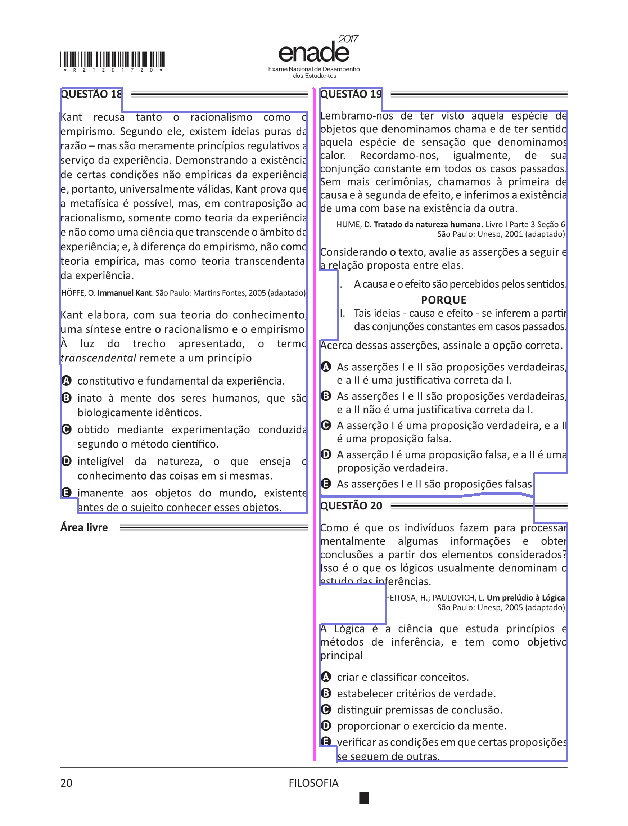 *R21201720*
enade 2017
Exame Nacional de Desempenho
dos Estudantes
QUESTÃO 18
Kant recusa tanto o racionalismo como o
empirismo. Segundo ele, existem ideias puras da
razão – mas são meramente princípios regulativos a
serviço da experiência. Demonstrando a existência
de certas condições não empíricas da experiência
e, portanto, universalmente válidas, Kant prova que
a metafísica é possível, mas, em contraposição ao
racionalismo, somente como teoria da experiência
e não como uma ciência que transcende o âmbito da
experiência; e, à diferença do empirismo, não como
teoria empírica, mas como teoria transcendental
da experiência.
HÖFFE, O. Immanuel Kant. São Paulo: Martins Fontes, 2005 (adaptado).
Kant elabora, com sua teoria do conhecimento,
uma síntese entre o racionalismo e o empirismo.
À luz do trecho apresentado, o termo
transcendental remete a um princípio
A constitutivo e fundamental da experiência.
B inato à mente dos seres humanos, que são
biologicamente idênticos.
C obtido mediante experimentação conduzida
segundo o método científico.
D inteligível da natureza, o que enseja o
conhecimento das coisas em si mesmas.
E imanente aos objetos do mundo, existente
antes de o sujeito conhecer esses objetos.
Área livre
QUESTÃO 19
Lembramo-nos de ter visto aquela espécie de
objetos que denominamos chama e de ter sentido
aquela espécie de sensação que denominamos
calor. Recordamo-nos, igualmente, de sua
conjunção constante em todos os casos passados.
Sem mais cerimônias, chamamos à primeira de
causa e à segunda de efeito, e inferimos a existência
de uma com base na existência da outra.
HUME, D. Tratado da natureza humana. Livro I Parte 3 Seção 6.
São Paulo: Unesp, 2001 (adaptado).
Considerando o texto, avalie as asserções a seguir e
a relação proposta entre elas.
I. A causa e o efeito são percebidos pelos sentidos.
PORQUE
II. Tais ideias - causa e efeito - se inferem a partir
das conjunções constantes em casos passados.
Acerca dessas asserções, assinale a opção correta.
A As asserções I e II são proposições verdadeiras,
e a II é uma justificativa correta da I.
B As asserções I e II são proposições verdadeiras,
e a II não é uma justificativa correta da I.
C A asserção I é uma proposição verdadeira, e a II
é uma proposição falsa.
D A asserção I é uma proposição falsa, e a II é uma
proposição verdadeira.
E As asserções I e II são proposições falsas.
QUESTÃO 20
Como é que os indivíduos fazem para processar
mentalmente algumas informações e obter
conclusões a partir dos elementos considerados?
Isso é o que os lógicos usualmente denominam o
estudo das inferências.
FEITOSA, H.; PAULOVICH, L. Um prelúdio à Lógica.
São Paulo: Unesp, 2005 (adaptado).
A Lógica é a ciência que estuda princípios e
métodos de inferência, e tem como objetivo
principal
A criar e classificar conceitos.
B estabelecer critérios de verdade.
C distinguir premissas de conclusão.
D proporcionar o exercício da mente.
E verificar as condições em que certas proposições
se seguem de outras.
20
FILOSOFIA